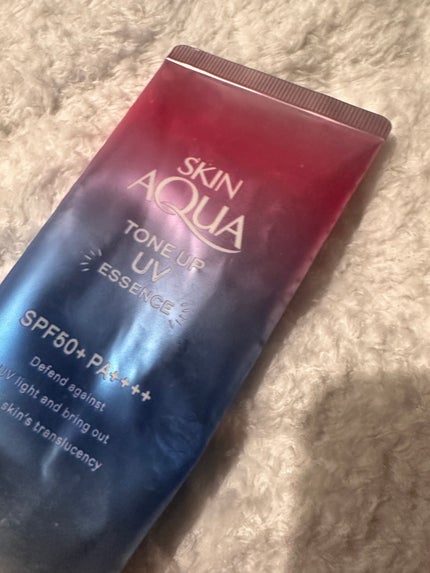 SKIN
AQUA
TONE UP
UV
ESSENCE
SPF50+ PA++++
Defend against
UV light and bring out
skin's translucency